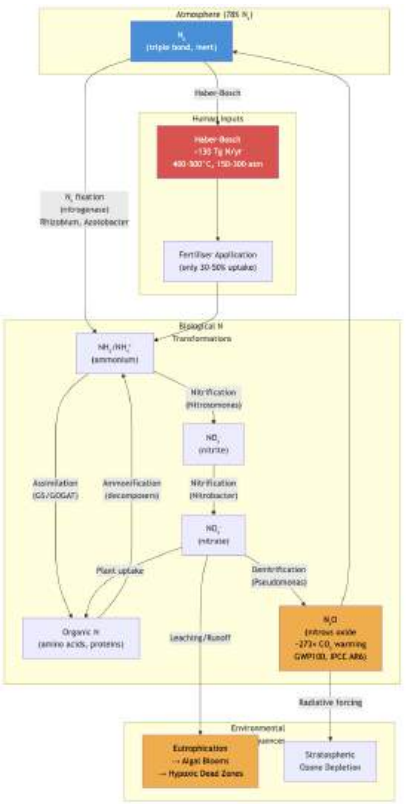 Atmosphere (78% N₂)
N₂
(triple bond, inert)
Haber-Bosch
Human Inputs
Haber-Bosch
~130 Tg N/yr
400-500°C, 150-300 atm
N₂ fixation
(nitrogenase)
Rhizobium, Azotobacter
Fertiliser Application
(only 30-50% uptake)
Biological N
Transformations
NH₃/NH₄⁺
(ammonium)
Nitrification
(Nitrosomonas)
NO₂⁻
(nitrite)
Assimilation
(GS/GOGAT)
Ammonification
(decomposers)
Nitrification
(Nitrobacter)
NO₃⁻
(nitrate)
Plant uptake
Denitrification
(Pseudomonas)
Organic N
(amino acids, proteins)
Leaching/Runoff
N₂O
(nitrous oxide
~273× CO₂ warming
GWP100, IPCC AR6)
Radiative forcing
Environmental
Eutrophication
→ Algal Blooms
→ Hypoxic Dead Zones
Stratospheric
Ozone Depletion